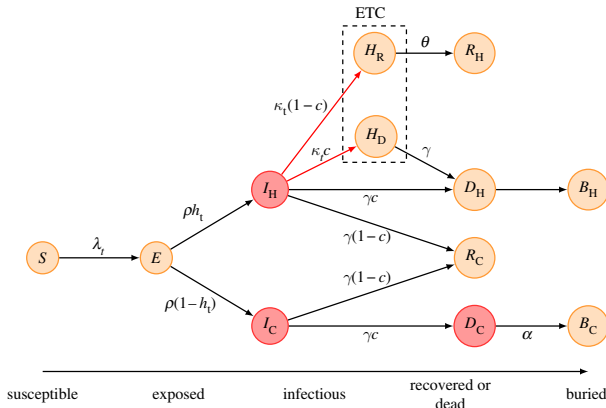 ETC
H_R
θ
R_H
κ_t(1−c)
H_D
κ_t c
γ
I_H
γc
D_H
B_H
ρh_t
γ(1−c)
S
λ_t
E
R_C
γ(1−c)
ρ(1−h_t)
I_C
γc
D_C
α
B_C
susceptible exposed infectious recovered or dead buried